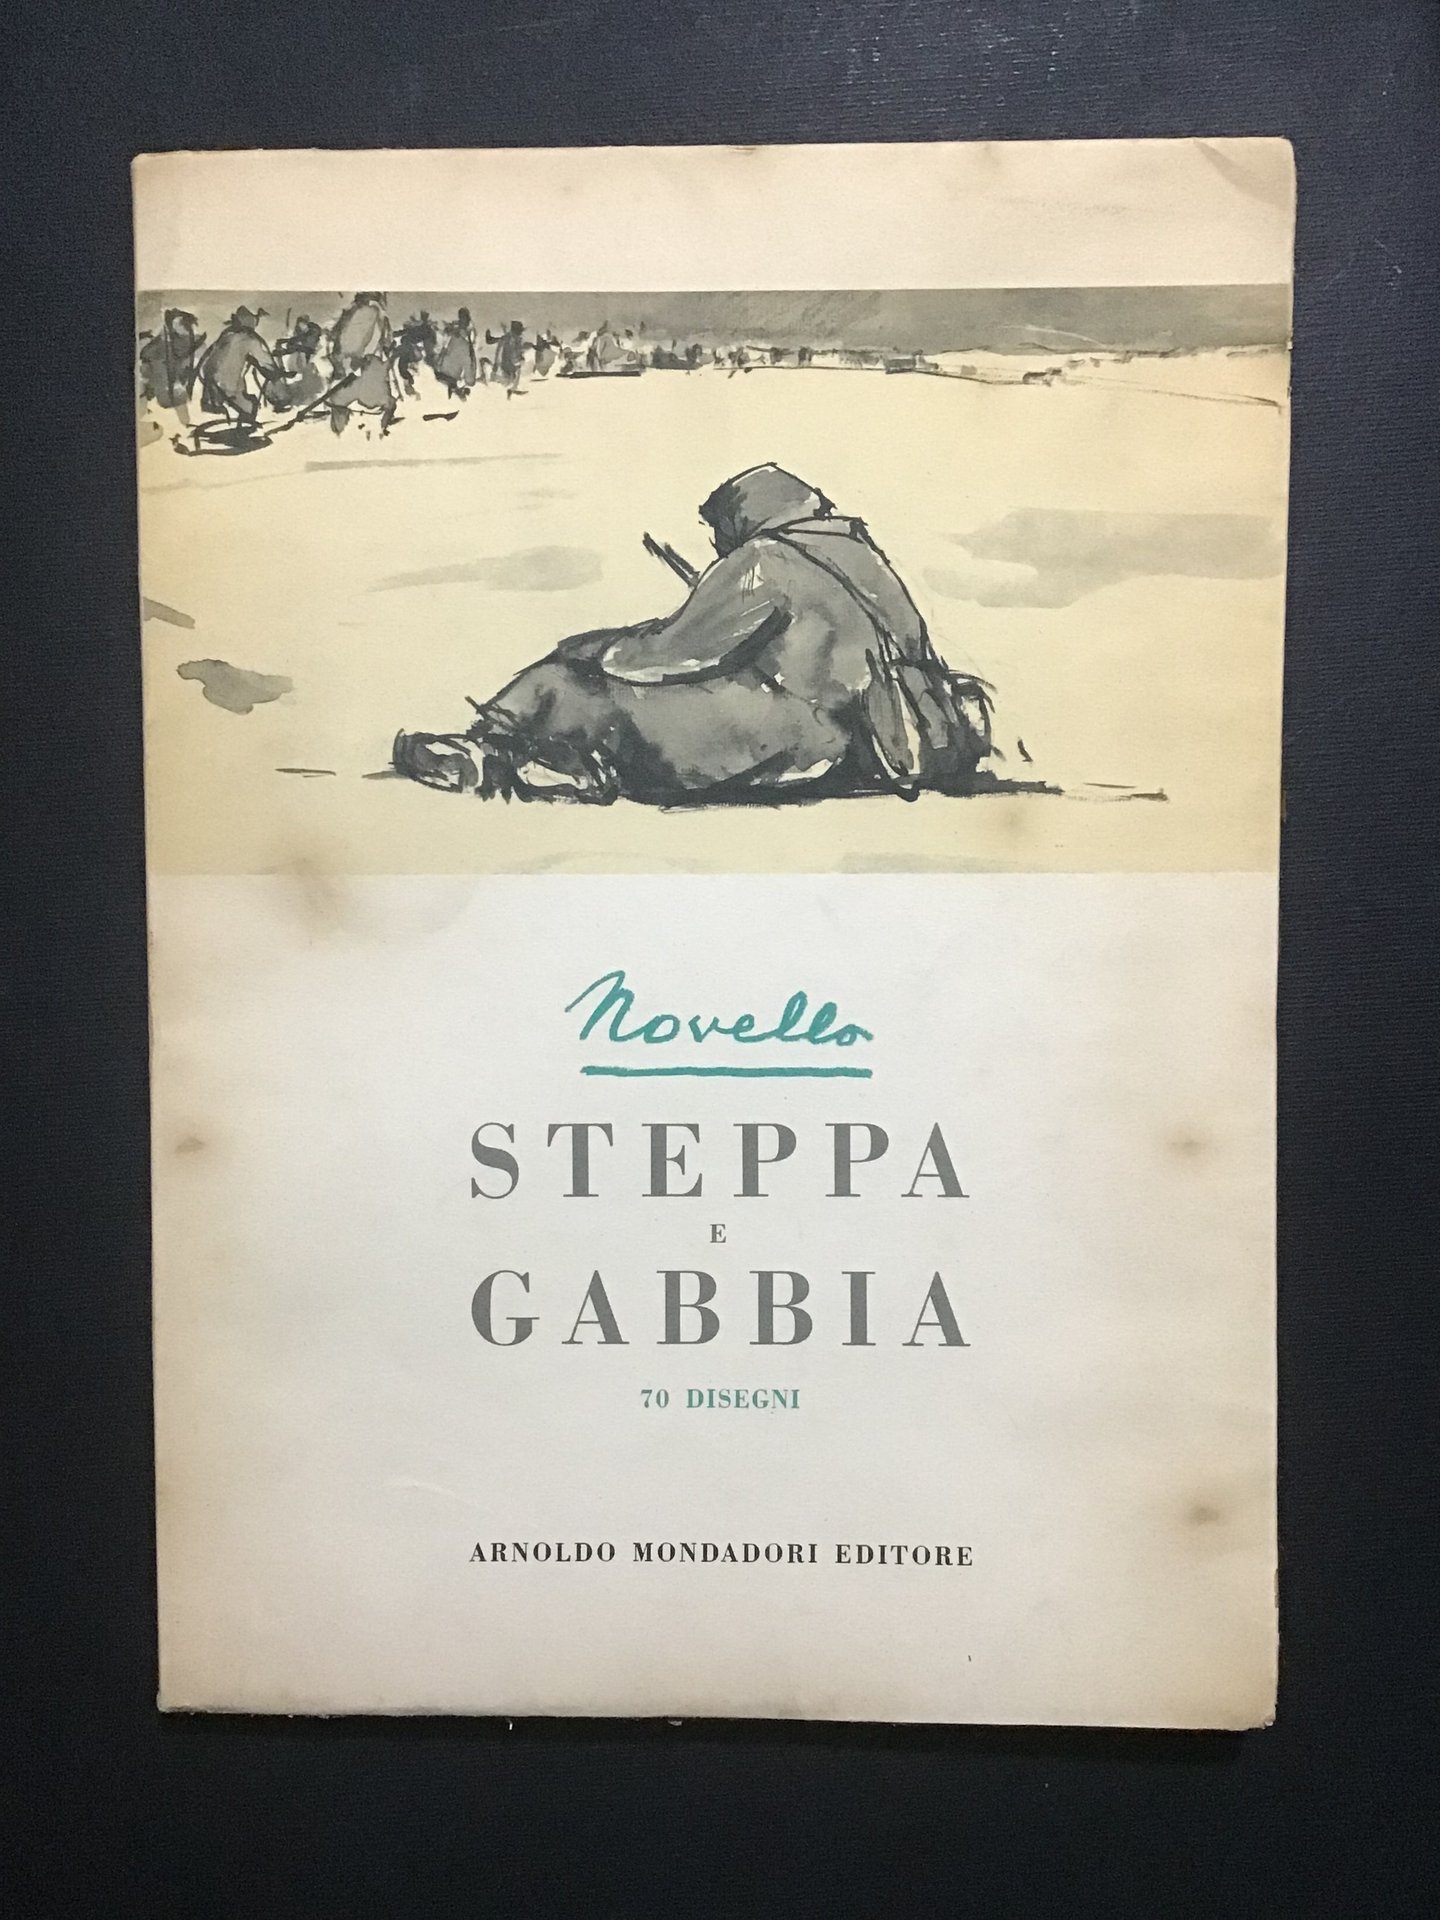 Novello
STEPPA
E
GABBIA
70 DISEGNI
ARNOLDO MONDADORI EDITORE